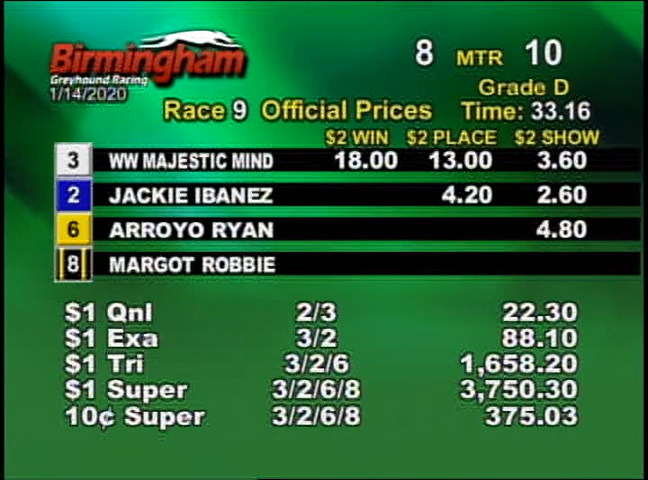 Birmingham
Greyhound Racing
1/14/2020
8 MTR 10
Grade D
Race 9 Official Prices Time: 33.16
$2 WIN $2 PLACE $2 SHOW
3 WW MAJESTIC MIND 18.00 13.00 3.60
2 JACKIE IBANEZ 4.20 2.60
6 ARROYO RYAN 4.80
8 MARGOT ROBBIE
$1 Qnl 2/3 22.30
$1 Exa 3/2 88.10
$1 Tri 3/2/6 1,658.20
$1 Super 3/2/6/8 3,750.30
10¢ Super 3/2/6/8 375.03